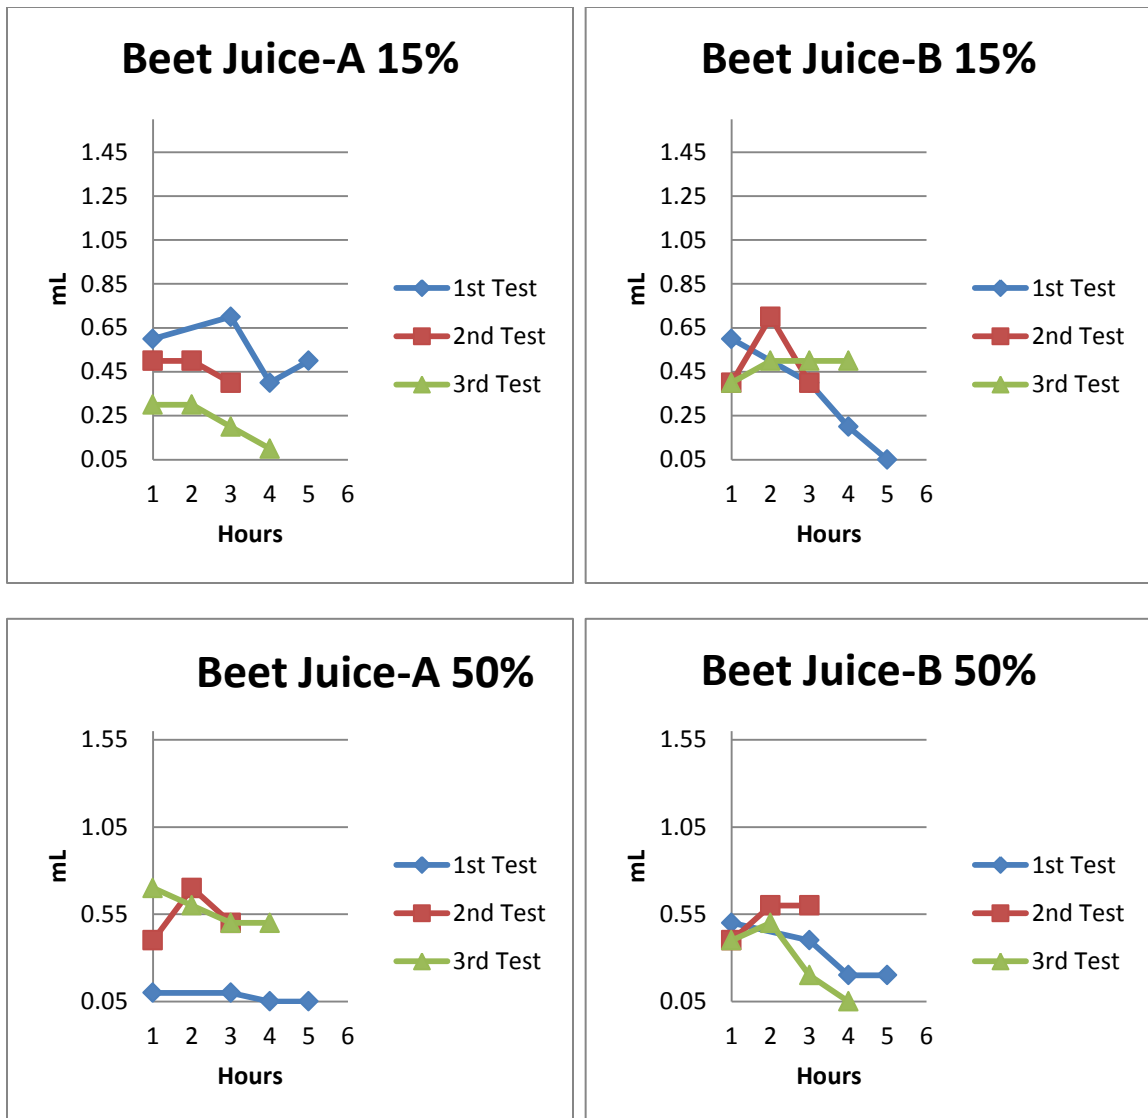 Beet Juice-A 15%
1.45
1.25
1.05
0.85
0.65
0.45
0.25
0.05
mL
1 2 3 4 5 6
Hours
1st Test
2nd Test
3rd Test
Beet Juice-B 15%
1.45
1.25
1.05
0.85
0.65
0.45
0.25
0.05
mL
1 2 3 4 5 6
Hours
1st Test
2nd Test
3rd Test
Beet Juice-A 50%
1.55
1.05
0.55
0.05
mL
1 2 3 4 5 6
Hours
1st Test
2nd Test
3rd Test
Beet Juice-B 50%
1.55
1.05
0.55
0.05
mL
1 2 3 4 5 6
Hours
1st Test
2nd Test
3rd Test